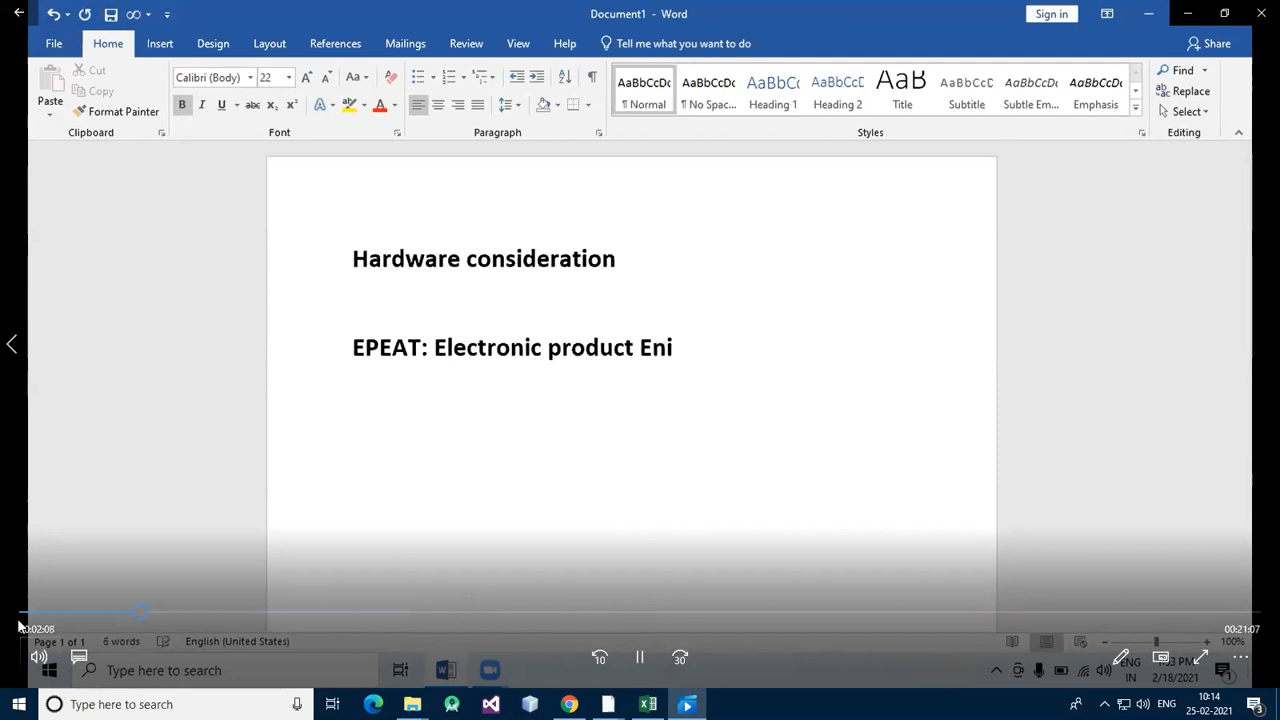 Document1 - Word
Sign in
File Home Insert Design Layout References Mailings Review View Help Tell me what you want to do Share
Paste
Cut
Copy
Format Painter
Clipboard
Calibri (Body) 22
Font
Paragraph
AaBbCcDc AaBbCcDc AaBbCc AaBbCcD AaB AaBbCcD AaBbCcDc AaBbCcDc
¶ Normal ¶ No Spac... Heading 1 Heading 2 Title Subtitle Subtle Em... Emphasis
Styles
Find
Replace
Select
Editing
Hardware consideration
EPEAT: Electronic product Eni
0:02:08
00:21:07
Page 1 of 1 6 words English (United States)
100%
10 30
Type here to search
ENG
IN
2/18/2021
Type here to search
ENG
10:14
25-02-2021